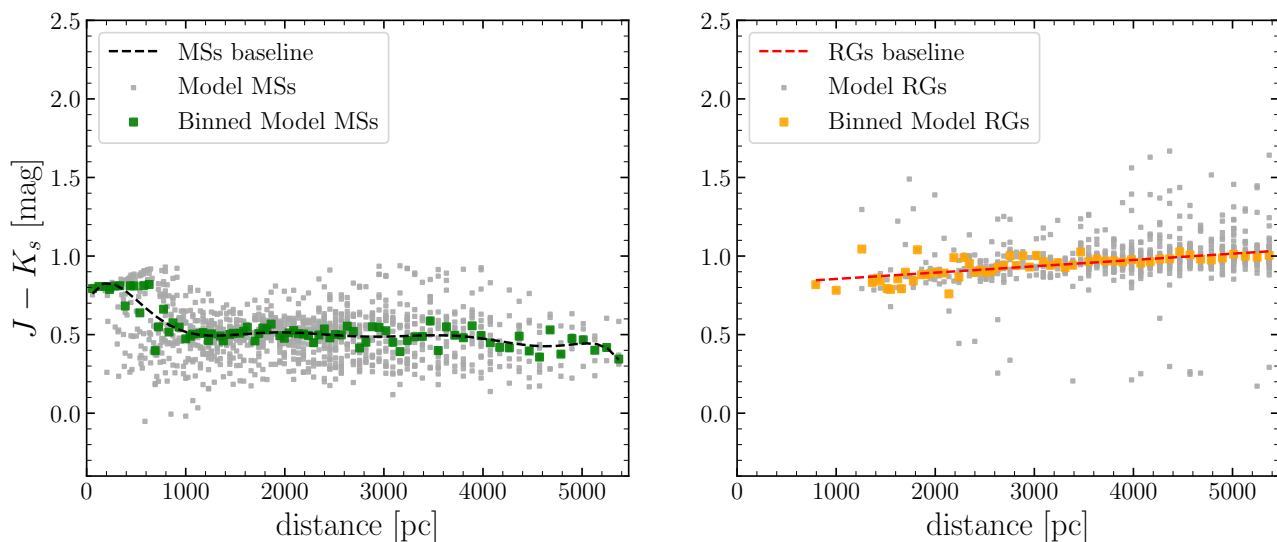 2.5
2.0
1.5
1.0
0.5
0.0
J − Kₛ [mag]
MSs baseline
Model MSs
Binned Model MSs
0 1000 2000 3000 4000 5000
distance [pc]
2.5
2.0
1.5
1.0
0.5
0.0
RGs baseline
Model RGs
Binned Model RGs
0 1000 2000 3000 4000 5000
distance [pc]